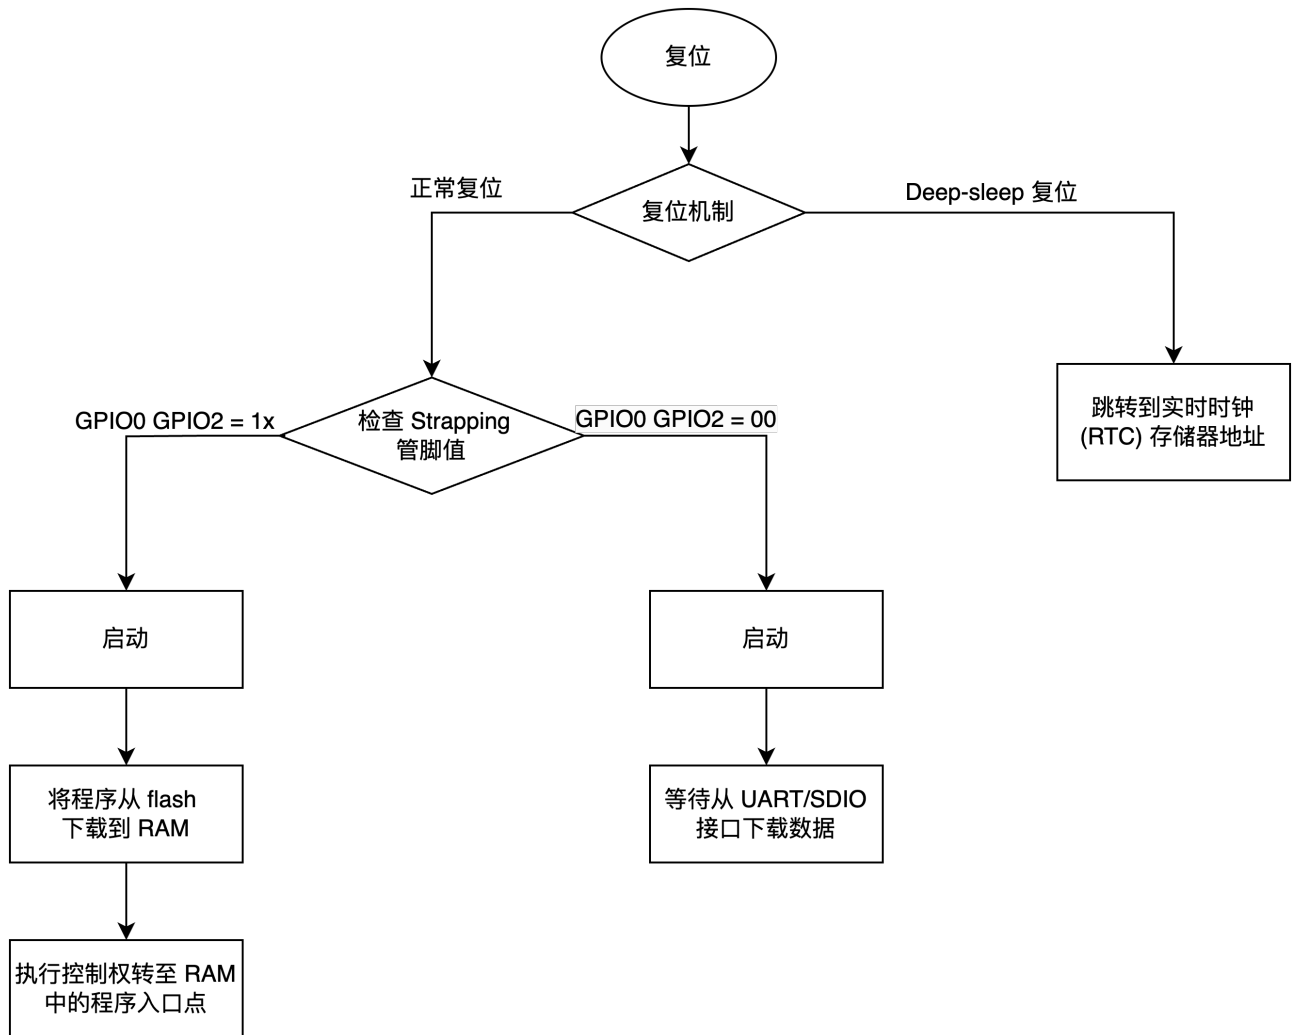 复位
正常复位
复位机制
Deep-sleep 复位
GPIO0 GPIO2 = 1x
检查 Strapping
管脚值
GPIO0 GPIO2 = 00
跳转到实时时钟
(RTC) 存储器地址
启动
启动
将程序从 flash
下载到 RAM
等待从 UART/SDIO
接口下载数据
执行控制权转至 RAM
中的程序入口点